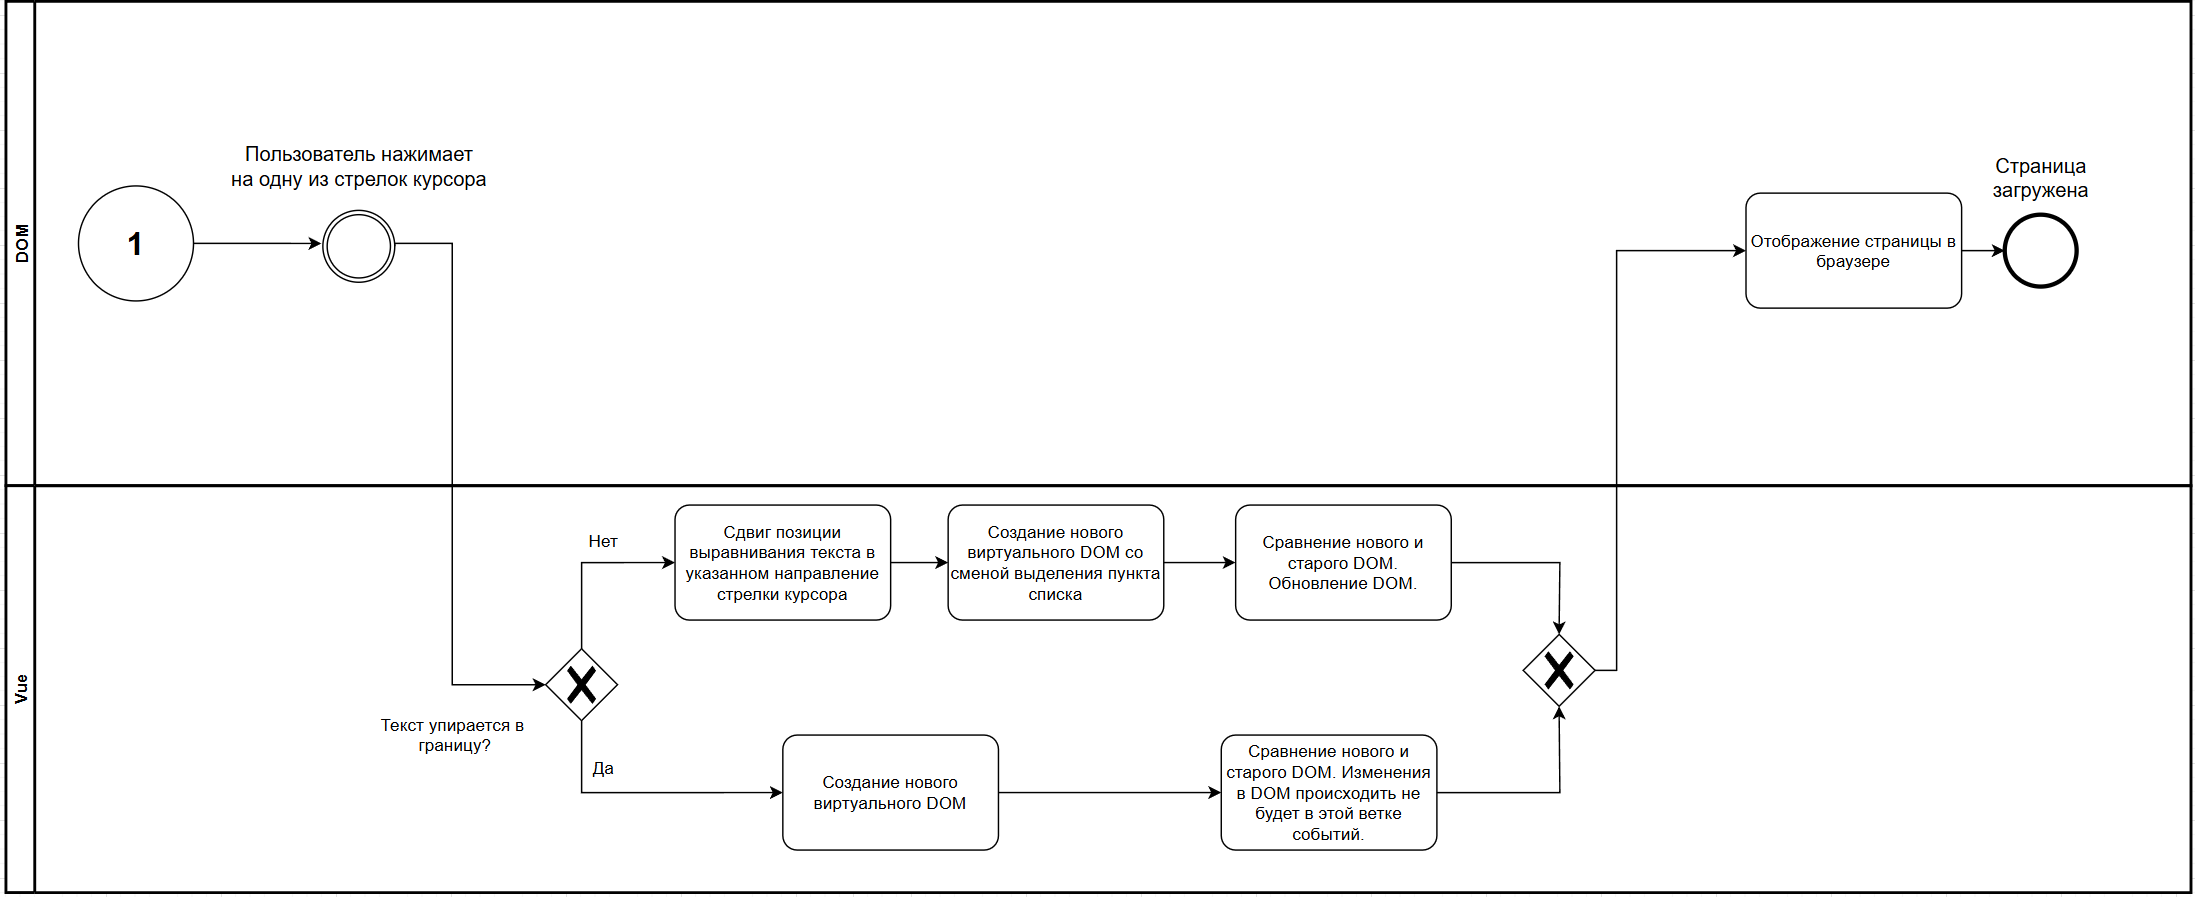 DOM
1
Пользователь нажимает
на одну из стрелок курсора
Отображение страницы в
браузере
Страница
загружена
Vue
Текст упирается в
границу?
Нет
Сдвиг позиции
выравнивания текста в
указанном направление
стрелки курсора
Создание нового
виртуального DOM со
сменой выделения пункта
списка
Сравнение нового и
старого DOM.
Обновление DOM.
Да
Создание нового
виртуального DOM
Сравнение нового и
старого DOM. Изменения
в DOM происходить не
будет в этой ветке
событий.